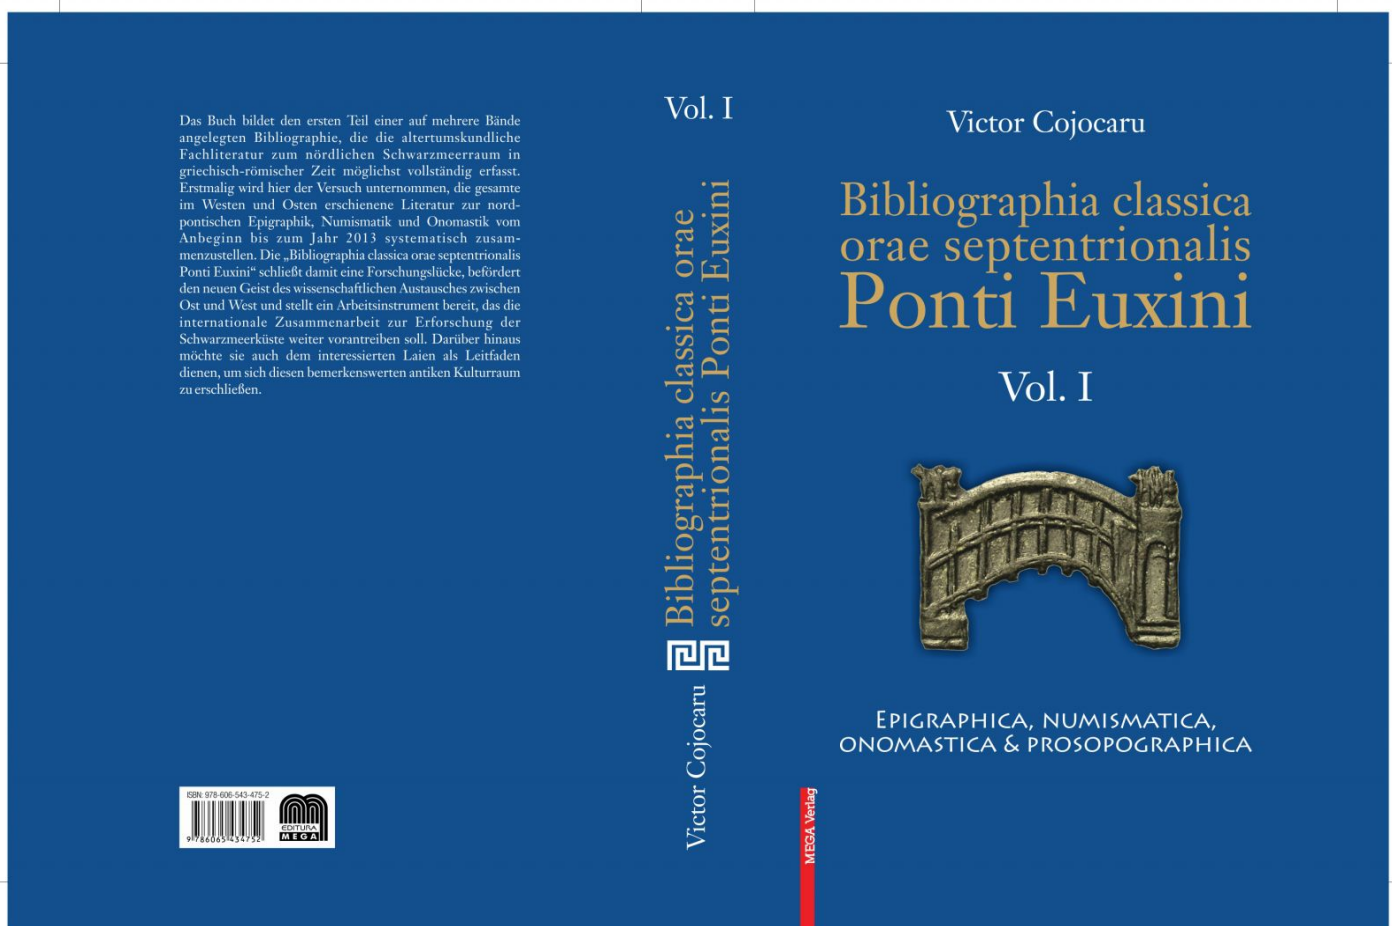 Das Buch bildet den ersten Teil einer auf mehrere Bände
angelegten Bibliographie, die die altertumskundliche
Fachliteratur zum nördlichen Schwarzmeerraum in
griechisch-römischer Zeit möglichst vollständig erfasst.
Erstmalig wird hier der Versuch unternommen, die gesamte
im Westen und Osten erschienene Literatur zur nord-
pontischen Epigraphik, Numismatik und Onomastik vom
Anbeginn bis zum Jahr 2013 systematisch zusam-
menzustellen. Die „Bibliographia classica orae septentrionalis
Ponti Euxini“ schließt damit eine Forschungslücke, befördert
den neuen Geist des wissenschaftlichen Austausches zwischen
Ost und West und stellt ein Arbeitsinstrument bereit, das die
internationale Zusammenarbeit zur Erforschung der
Schwarzmeerküste weiter vorantreiben soll. Darüber hinaus
möchte sie auch dem interessierten Laien als Leitfaden
dienen, um sich diesen bemerkenswerten antiken Kulturraum
zu erschließen.
ISBN: 978-606-543-475-2
9 786065 434752
EDITURA
MEGA
Vol. I
Bibliographia classica orae
septentrionalis Ponti Euxini
Victor Cojocaru
Victor Cojocaru
Bibliographia classica
orae septentrionalis
Ponti Euxini
Vol. I
Epigraphica, numismatica,
onomastica & prosopographica
MEGA Verlag